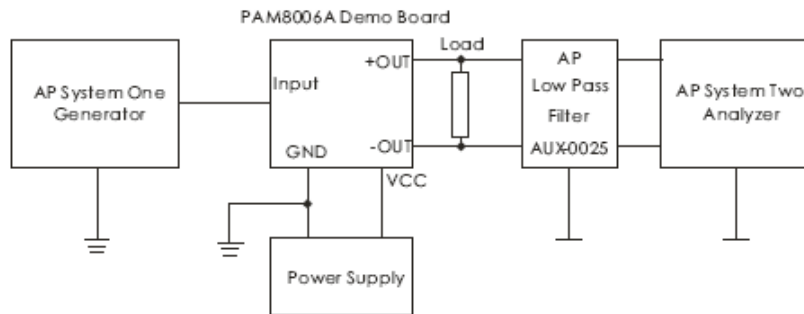 PAM8006A Demo Board
AP System One
Generator
Input
+OUT
-OUT
GND
VCC
Load
AP
Low Pass
Filter
AUX-0025
AP System Two
Analyzer
Power Supply